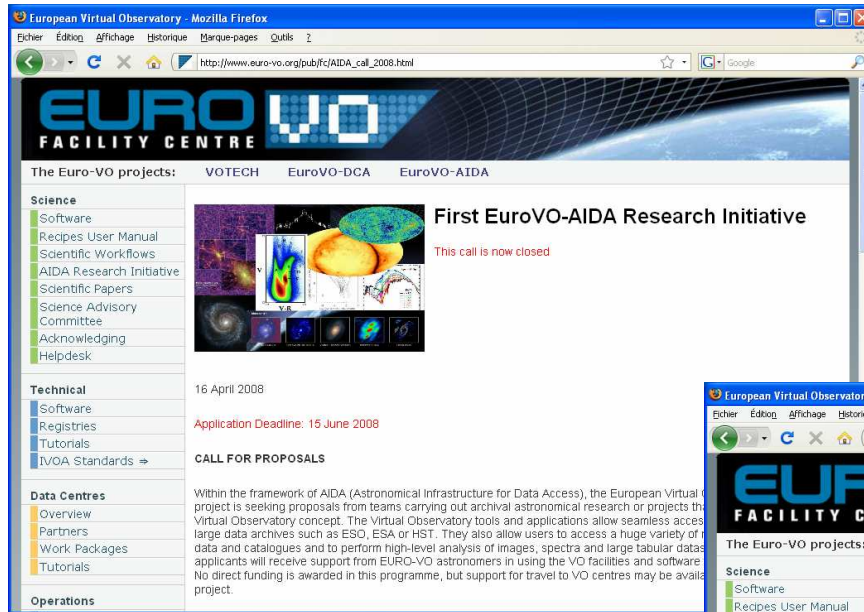 European Virtual Observatory - Mozilla Firefox
Fichier Édition Affichage Historique Marque-pages Outils ?
http://www.euro-vo.org/pub/fc/AIDA_call_2008.html
G Google
EURO VO
FACILITY CENTRE
The Euro-VO projects: VOTECH EuroVO-DCA EuroVO-AIDA
Science
Software
Recipes User Manual
Scientific Workflows
AIDA Research Initiative
Scientific Papers
Science Advisory
Committee
Acknowledging
Helpdesk
Technical
Software
Registries
Tutorials
IVOA Standards ⇒
Data Centres
Overview
Partners
Work Packages
Tutorials
Operations
First EuroVO-AIDA Research Initiative
This call is now closed
V
V-R
16 April 2008
Application Deadline: 15 June 2008
CALL FOR PROPOSALS
Within the framework of AIDA (Astronomical Infrastructure for Data Access), the European Virtual
project is seeking proposals from teams carrying out archival astronomical research or projects
Virtual Observatory concept. The Virtual Observatory tools and applications allow seamless
large data archives such as ESO, ESA or HST. They also allow users to access a huge variety of
data and catalogues and to perform high-level analysis of images, spectra and large tabular
applicants will receive support from EURO-VO astronomers in using the VO facilities and software
No direct funding is awarded in this programme, but support for travel to VO centres may be
project.
European Virtual
Fichier Édition Affichage
FACILITY
The Euro-VO projects:
Science
Software
Recipes User Manual